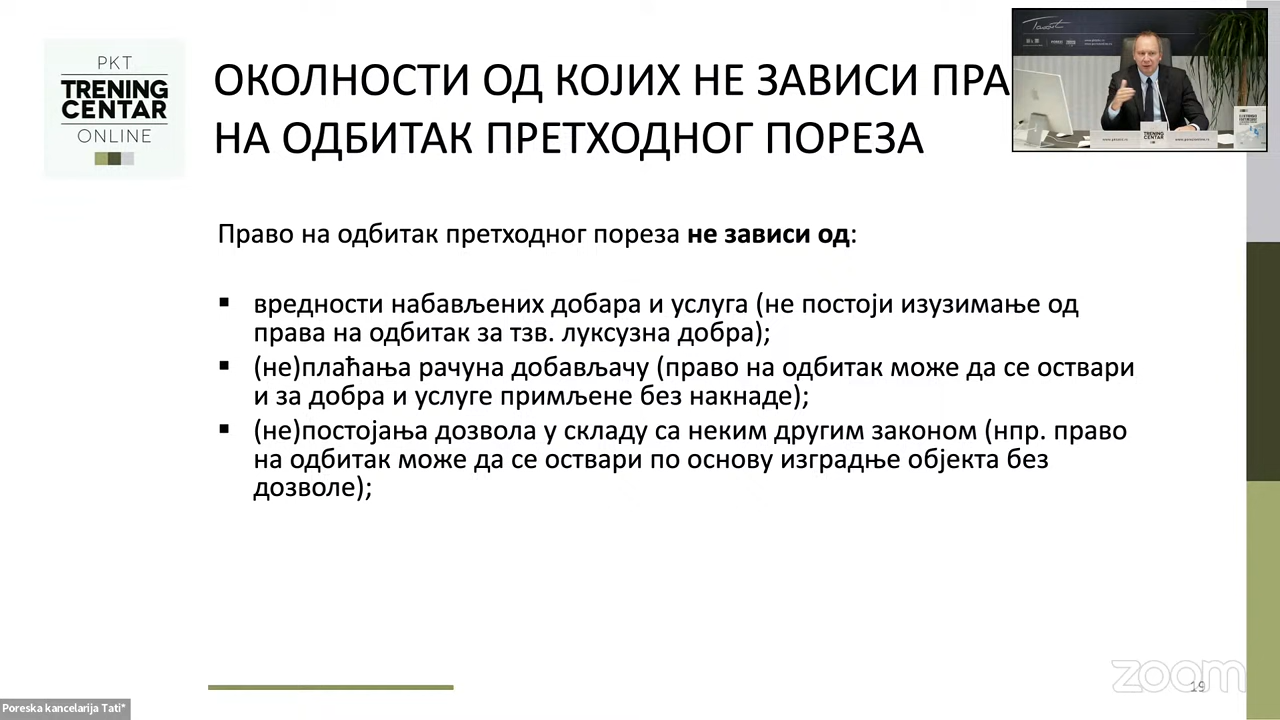 PKT
TRENING
CENTAR
ONLINE
ОКОЛНОСТИ ОД КОЈИХ НЕ ЗАВИСИ ПРА
НА ОДБИТАК ПРЕТХОДНОГ ПОРЕЗА
Право на одбитак претходног пореза не зависи од:
▪ вредности набављених добара и услуга (не постоји изузимање од
права на одбитак за тзв. луксузна добра);
▪ (не)плаћања рачуна добављачу (право на одбитак може да се оствари
и за добра и услуге примљене без накнаде);
▪ (не)постојања дозвола у складу са неким другим законом (нпр. право
на одбитак може да се оствари по основу изградње објекта без
дозволе);
TRENING
CENTAR
zoom
19
Poreska kancelarija Tati*